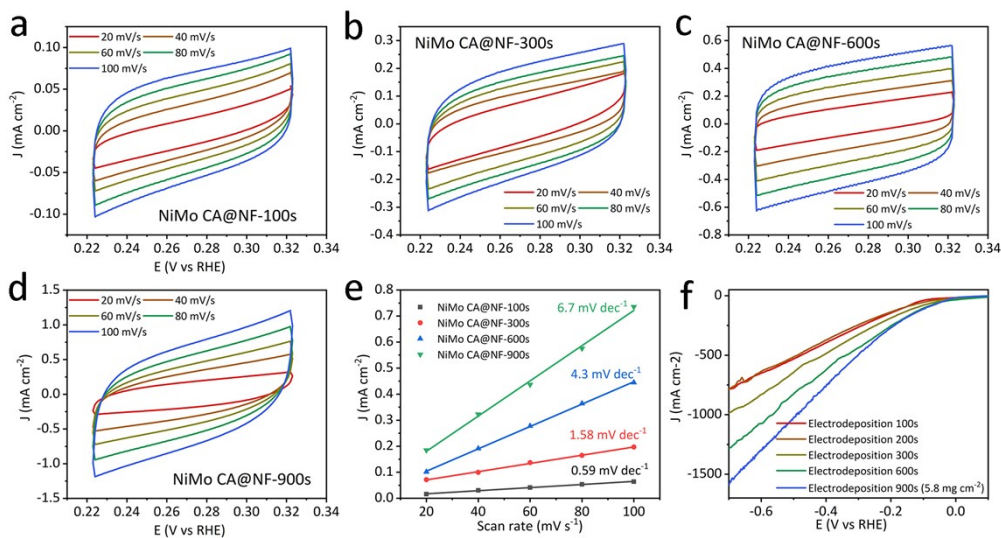 a
20 mV/s 40 mV/s
60 mV/s 80 mV/s
100 mV/s
0.10
0.05
0.00
-0.05
-0.10
J (mA cm-2)
NiMo CA@NF-100s
0.22 0.24 0.26 0.28 0.30 0.32 0.34
E (V vs RHE)
b
NiMo CA@NF-300s
0.3
0.2
0.1
0.0
-0.1
-0.2
-0.3
-0.4
J (mA cm-2)
20 mV/s 40 mV/s
60 mV/s 80 mV/s
100 mV/s
0.22 0.24 0.26 0.28 0.30 0.32 0.34
E (V vs RHE)
c
NiMo CA@NF-600s
0.6
0.4
0.2
0.0
-0.2
-0.4
-0.6
-0.8
J (mA cm-2)
20 mV/s 40 mV/s
60 mV/s 80 mV/s
100 mV/s
0.22 0.24 0.26 0.28 0.30 0.32 0.34
E (V vs RHE)
d
20 mV/s 40 mV/s
60 mV/s 80 mV/s
100 mV/s
1.5
1.0
0.5
0.0
-0.5
-1.0
-1.5
J (mA cm-2)
NiMo CA@NF-900s
0.22 0.24 0.26 0.28 0.30 0.32 0.34
E (V vs RHE)
e
NiMo CA@NF-100s
NiMo CA@NF-300s
NiMo CA@NF-600s
NiMo CA@NF-900s
6.7 mV dec-1
4.3 mV dec-1
1.58 mV dec-1
0.59 mV dec-1
0.8
0.7
0.6
0.5
0.4
0.3
0.2
0.1
0.0
J (mA cm-2)
20 40 60 80 100
Scan rate (mV s-1)
f
0
-500
-1000
-1500
J (mA cm-2)
Electrodeposition 100s
Electrodeposition 200s
Electrodeposition 300s
Electrodeposition 600s
Electrodeposition 900s (5.8 mg cm-2)
-0.6 -0.4 -0.2 0.0
E (V vs RHE)